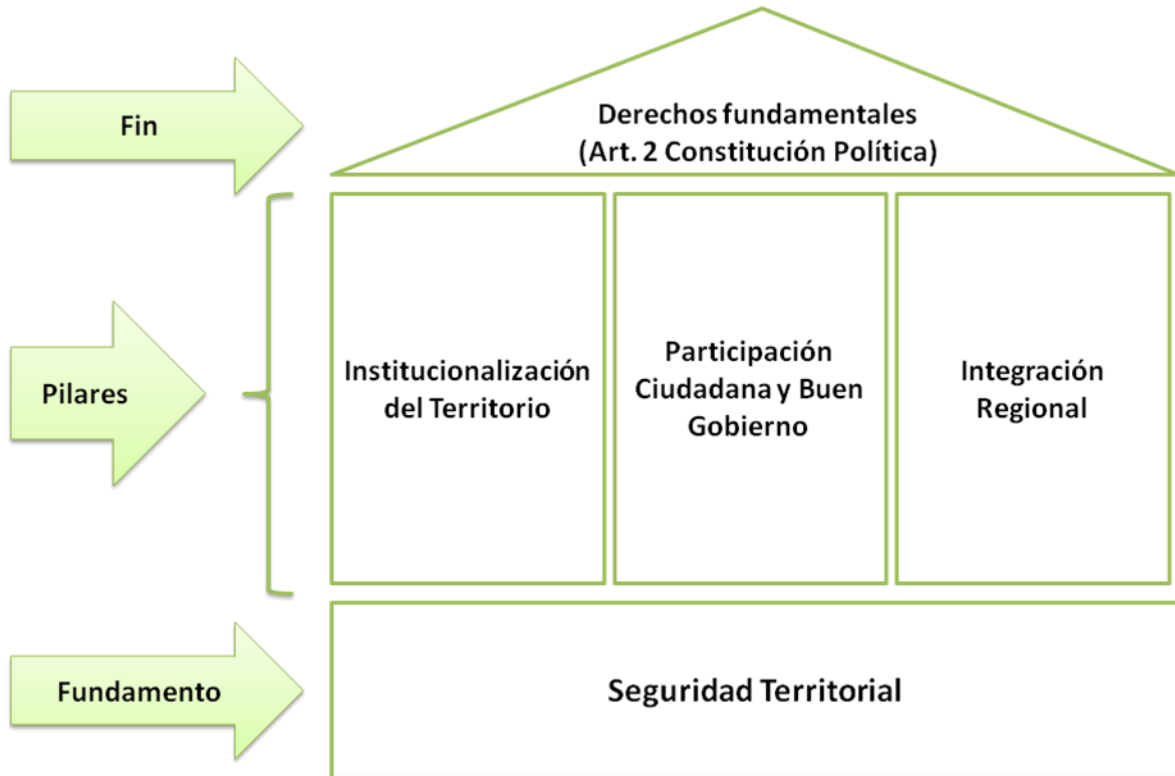 Fin
Derechos fundamentales
(Art. 2 Constitución Política)
Pilares
Institucionalización
del Territorio
Participación
Ciudadana y Buen
Gobierno
Integración
Regional
Fundamento
Seguridad Territorial